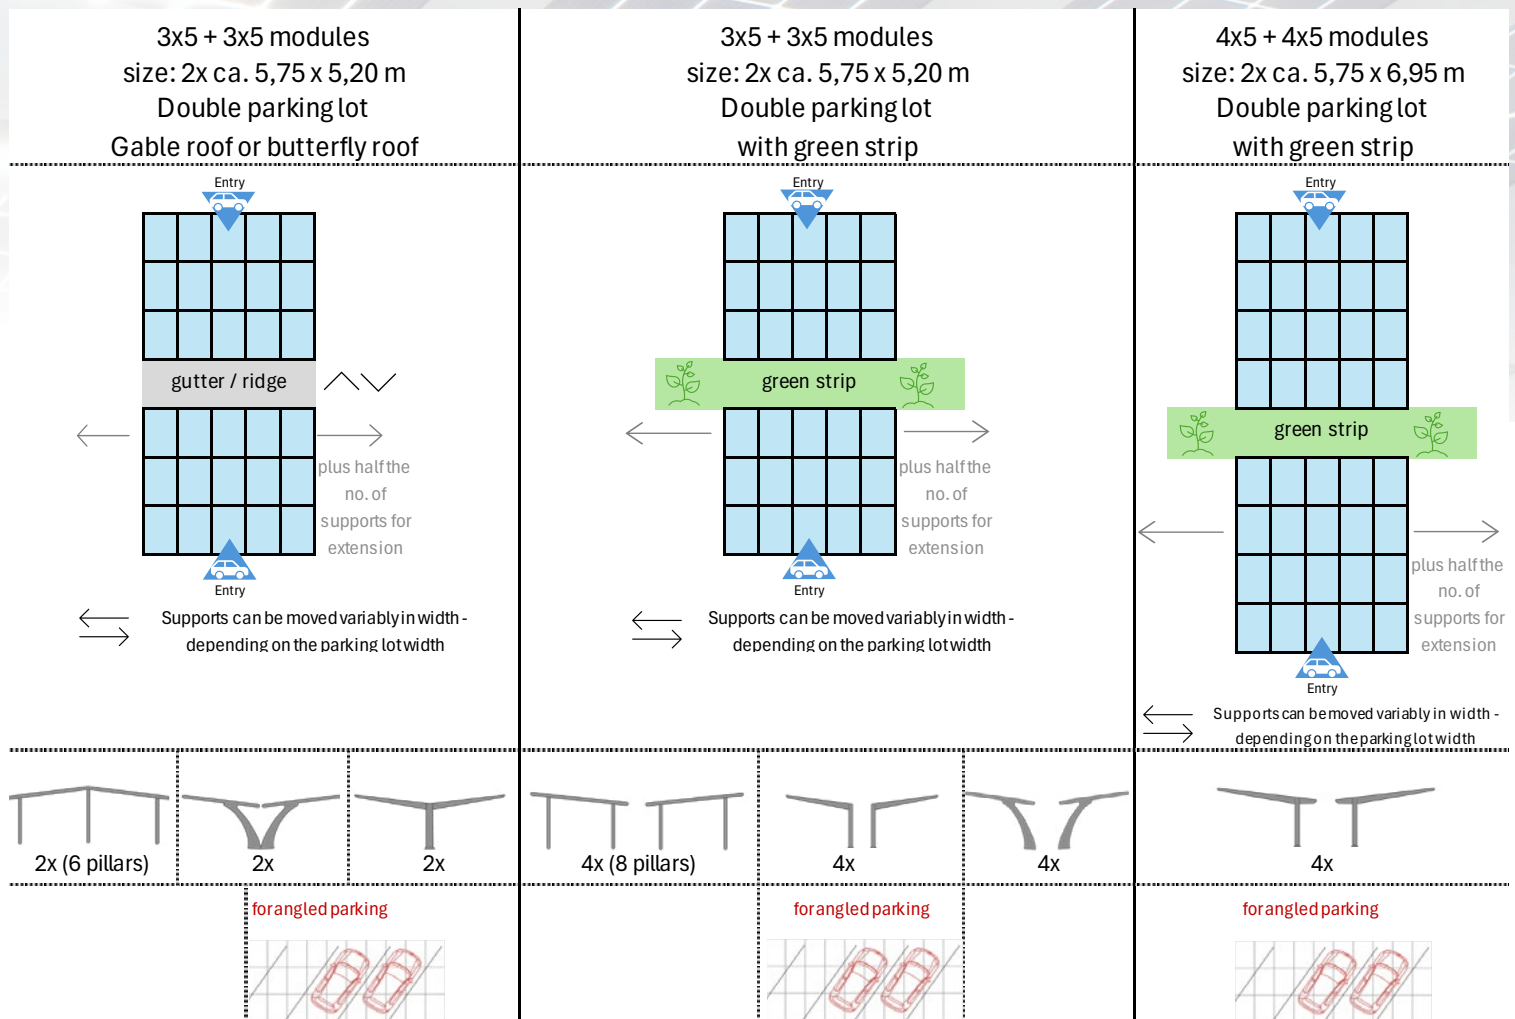 3x5 + 3x5 modules
size: 2x ca. 5,75 x 5,20 m
Double parking lot
Gable roof or butterfly roof
Entry
gutter / ridge
plus half the
no. of
supports for
extension
Entry
Supports can be moved variably in width -
depending on the parking lot width
2x (6 pillars)
2x
2x
for angled parking
3x5 + 3x5 modules
size: 2x ca. 5,75 x 5,20 m
Double parking lot
with green strip
Entry
green strip
plus half the
no. of
supports for
extension
Entry
Supports can be moved variably in width -
depending on the parking lot width
4x (8 pillars)
4x
4x
for angled parking
4x5 + 4x5 modules
size: 2x ca. 5,75 x 6,95 m
Double parking lot
with green strip
Entry
green strip
plus half the
no. of
supports for
extension
Entry
Supports can be moved variably in width -
depending on the parking lot width
4x
for angled parking